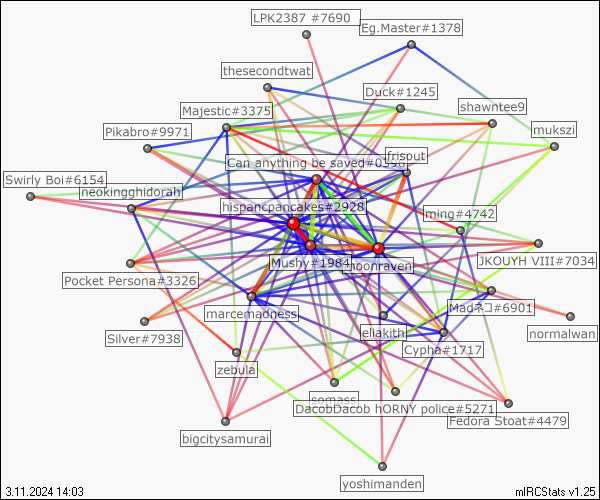 LPK2387 #7690
Eg.Master#1378
thesecondtwat
Duck#1245
shawntee9
Majestic#3375
Pikabro#9971
mukszi
frisout
Can anything be saved#0398
Swirly Boi#6154
neokingghidorah
hispancpancakes#2928
ming#4742
JKOUYH VIII#7034
Mushy#1984
moonraven
Pocket Persona#3326
marcemadness
Madネコ#6901
eliakith
normalwan
Silver#7938
Cypha#1717
zebula
somass
DacobDacob hORNY police#5271
Fedora Stoat#4479
bigcitysamurai
yoshimanden
3.11.2024 14:03
mIRCStats v1.25